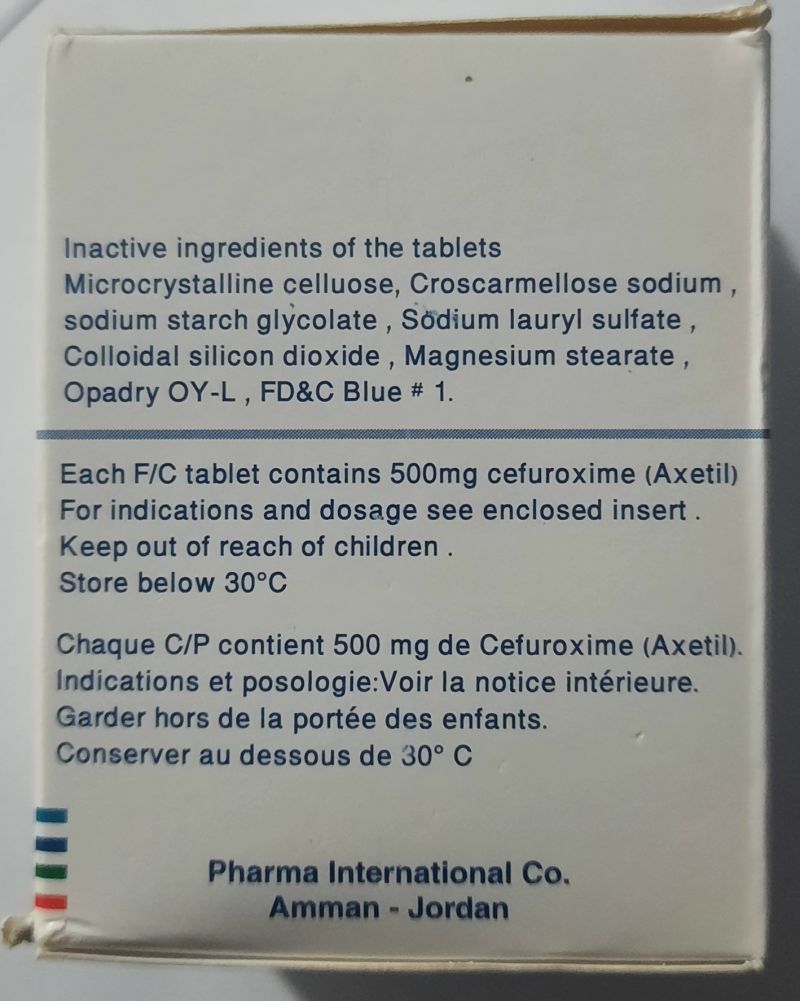 Inactive ingredients of the tablets
Microcrystalline celluose, Croscarmellose sodium ,
sodium starch glycolate , Sodium lauryl sulfate ,
Colloidal silicon dioxide , Magnesium stearate ,
Opadry OY-L , FD&C Blue # 1.
Each F/C tablet contains 500mg cefuroxime (Axetil)
For indications and dosage see enclosed insert .
Keep out of reach of children .
Store below 30°C
Chaque C/P contient 500 mg de Cefuroxime (Axetil).
Indications et posologie:Voir la notice intérieure.
Garder hors de la portée des enfants.
Conserver au dessous de 30° C
Pharma International Co.
Amman - Jordan